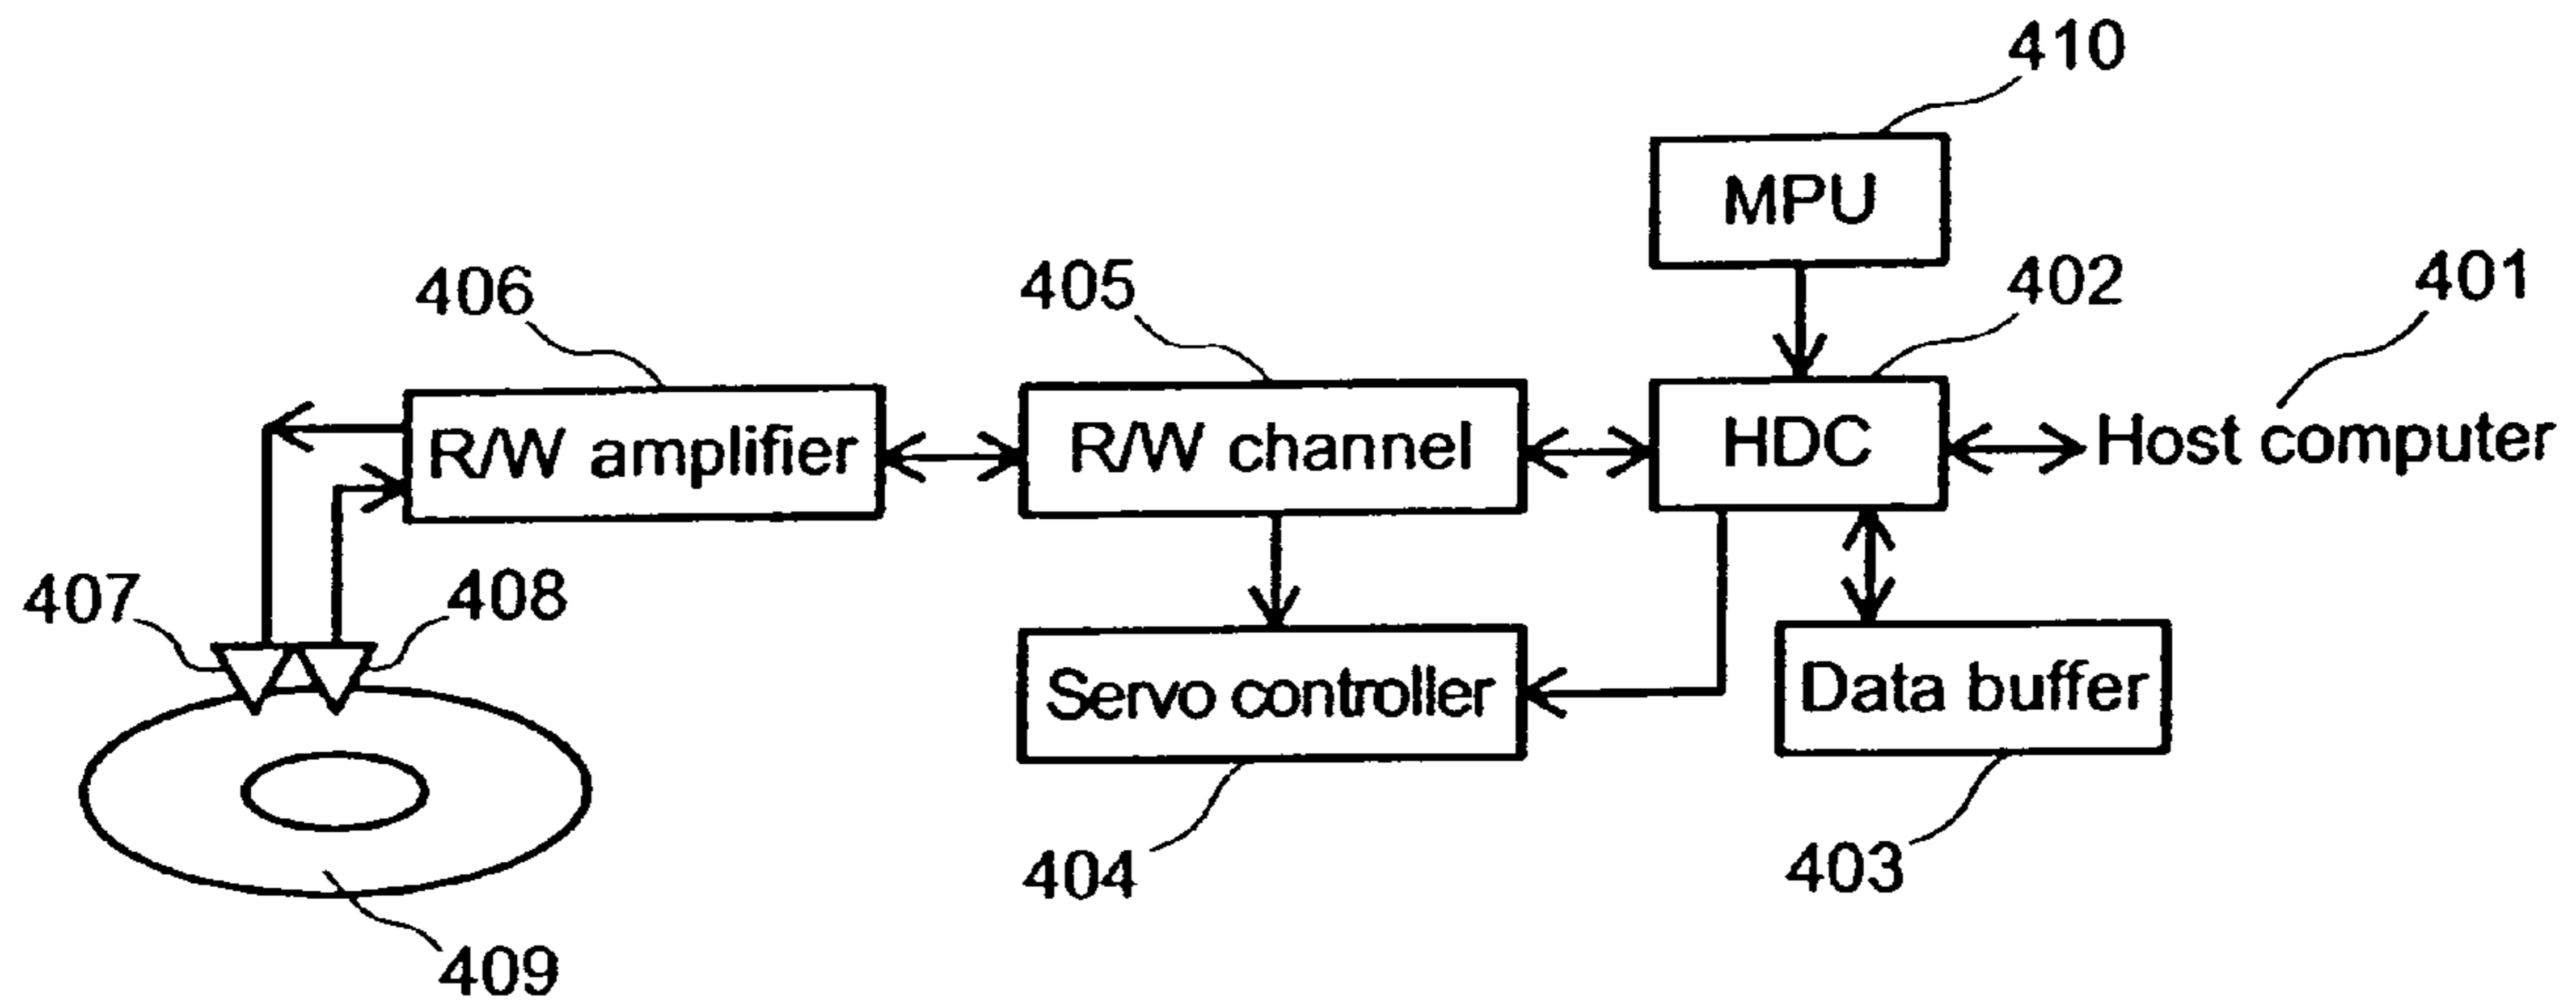 410
MPU
406
405
402
401
R/W amplifier
R/W channel
HDC
Host computer
407
408
Servo controller
Data buffer
404
403
409